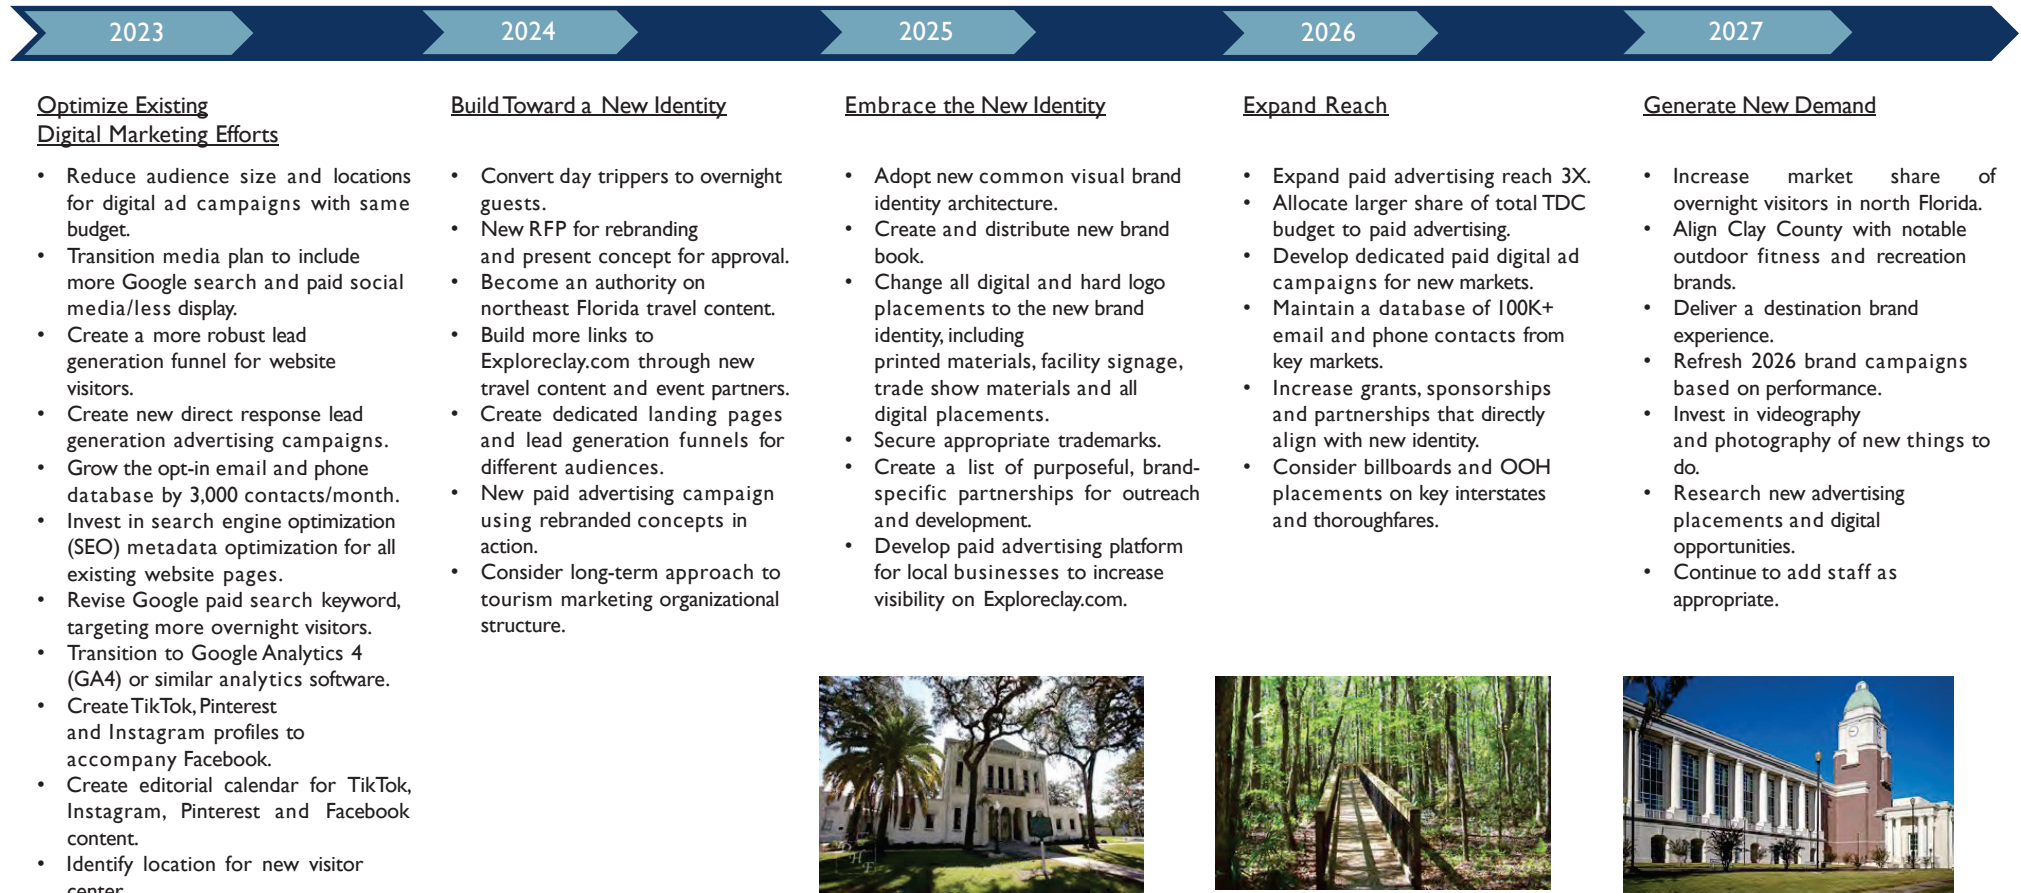 2023
2024
2025
2026
2027
Optimize Existing
Digital Marketing Efforts
• Reduce audience size and locations
for digital ad campaigns with same
budget.
• Transition media plan to include
more Google search and paid social
media/less display.
• Create a more robust lead
generation funnel for website
visitors.
• Create new direct response lead
generation advertising campaigns.
• Grow the opt-in email and phone
database by 3,000 contacts/month.
• Invest in search engine optimization
(SEO) metadata optimization for all
existing website pages.
• Revise Google paid search keyword,
targeting more overnight visitors.
• Transition to Google Analytics 4
(GA4) or similar analytics software.
• Create TikTok, Pinterest
and Instagram profiles to
accompany Facebook.
• Create editorial calendar for TikTok,
Instagram, Pinterest and Facebook
content.
• Identify location for new visitor
center.
Build Toward a New Identity
• Convert day trippers to overnight
guests.
• New RFP for rebranding
and present concept for approval.
• Become an authority on
northeast Florida travel content.
• Build more links to
Exploreclay.com through new
travel content and event partners.
• Create dedicated landing pages
and lead generation funnels for
different audiences.
• New paid advertising campaign
using rebranded concepts in
action.
• Consider long-term approach to
tourism marketing organizational
structure.
Embrace the New Identity
• Adopt new common visual brand
identity architecture.
• Create and distribute new brand
book.
• Change all digital and hard logo
placements to the new brand
identity, including
printed materials, facility signage,
trade show materials and all
digital placements.
• Secure appropriate trademarks.
• Create a list of purposeful, brand-
specific partnerships for outreach
and development.
• Develop paid advertising platform
for local businesses to increase
visibility on Exploreclay.com.
Expand Reach
• Expand paid advertising reach 3X.
• Allocate larger share of total TDC
budget to paid advertising.
• Develop dedicated paid digital ad
campaigns for new markets.
• Maintain a database of 100K+
email and phone contacts from
key markets.
• Increase grants, sponsorships
and partnerships that directly
align with new identity.
• Consider billboards and OOH
placements on key interstates
and thoroughfares.
Generate New Demand
• Increase market share of
overnight visitors in north Florida.
• Align Clay County with notable
outdoor fitness and recreation
brands.
• Deliver a destination brand
experience.
• Refresh 2026 brand campaigns
based on performance.
• Invest in videography
and photography of new things to
do.
• Research new advertising
placements and digital
opportunities.
• Continue to add staff as
appropriate.